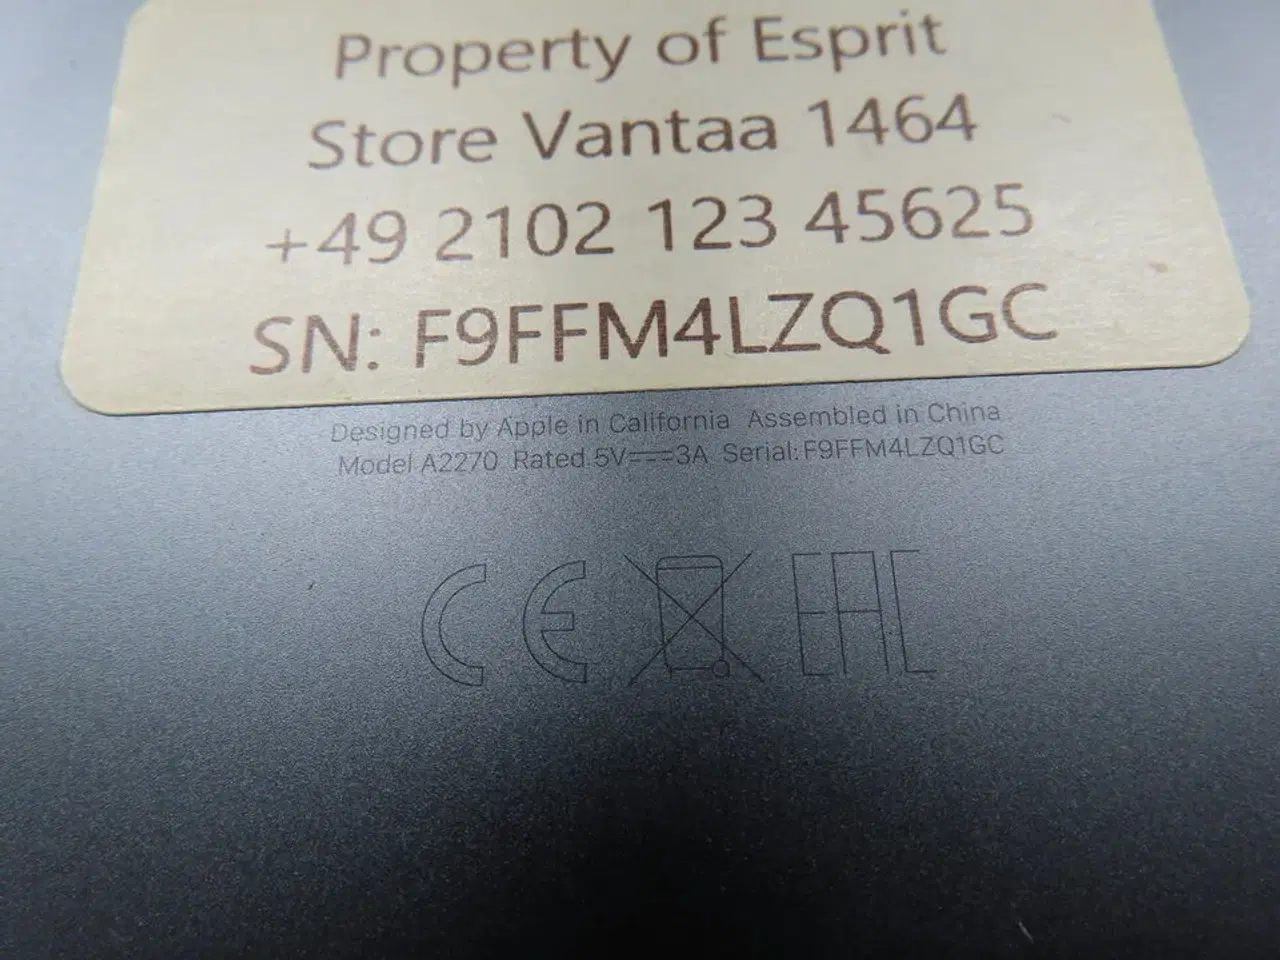 Property of Esprit
Store Vantaa 1464
+49 2102 123 45625
SN: F9FFM4LZQ1GC
Designed by Apple in California Assembled in China
Model A2270 Rated 5V⎓3A Serial: F9FFM4LZQ1GC
CE EAC